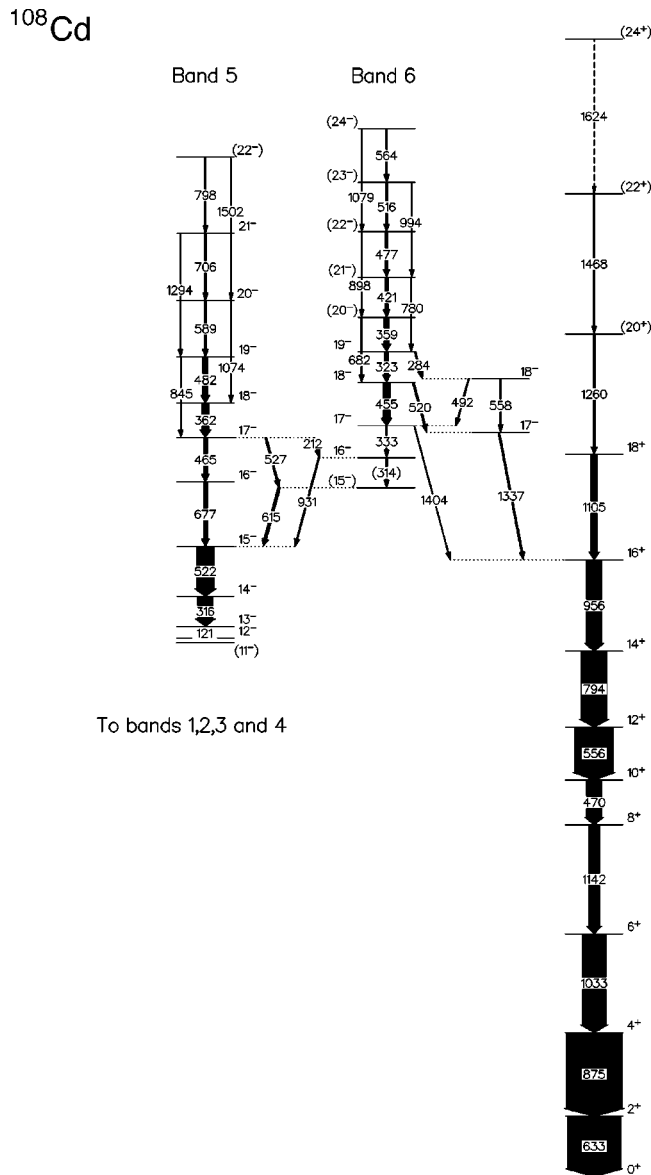 ¹⁰⁸Cd
(24⁺)
Band 5 Band 6
1624
(24⁻)
564
(22⁻) (23⁻)
798 1502 1079 516 994 (22⁺)
21⁻ (22⁻)
477 1468
706 (21⁻)
1294 898 421 780
20⁻ (20⁻)
589 359 (20⁺)
19⁻ 19⁻
682 323 284
482 1074 18⁻ 18⁻
845 455 520 492 558 1260
18⁻
362 17⁻ 17⁻
17⁻ 212 333
465 527 16⁻ 18⁺
(314)
16⁻ (15⁻)
677 615 931 1404 1337 1105
15⁻ 16⁺
522
14⁻
316 956
13⁻
121 12⁻
(11⁻) 14⁺
794
To bands 1,2,3 and 4 12⁺
556
10⁺
470
8⁺
1142
6⁺
1033
4⁺
875
2⁺
633
0⁺